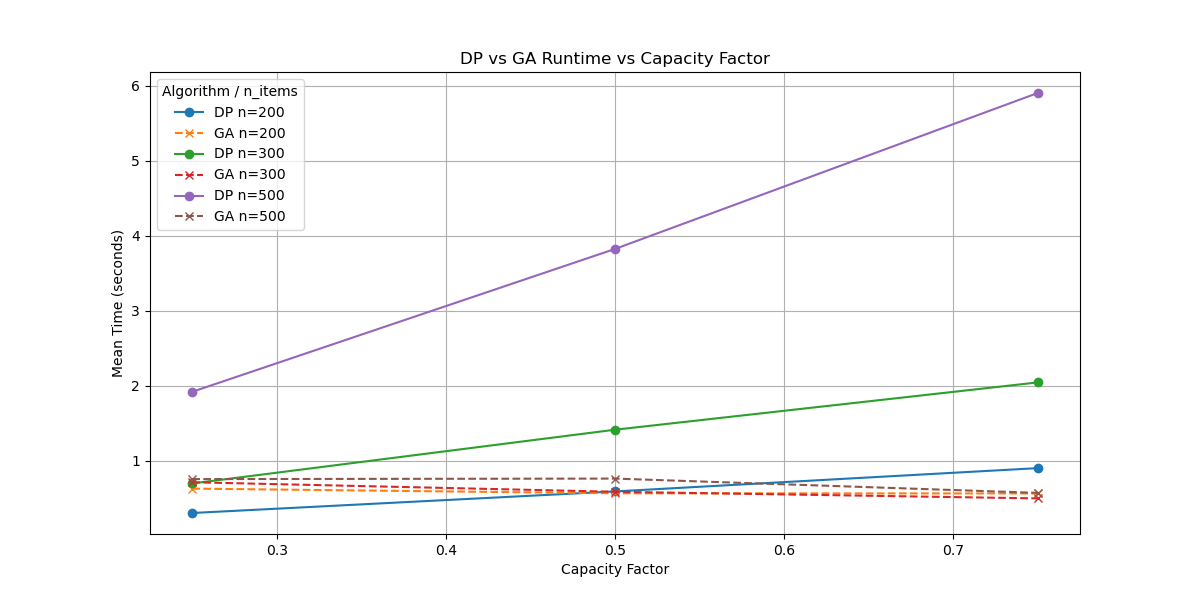 DP vs GA Runtime vs Capacity Factor
6
5
4
3
2
1
Mean Time (seconds)
Algorithm / n_items
DP n=200
GA n=200
DP n=300
GA n=300
DP n=500
GA n=500
0.3
0.4
0.5
0.6
0.7
Capacity Factor